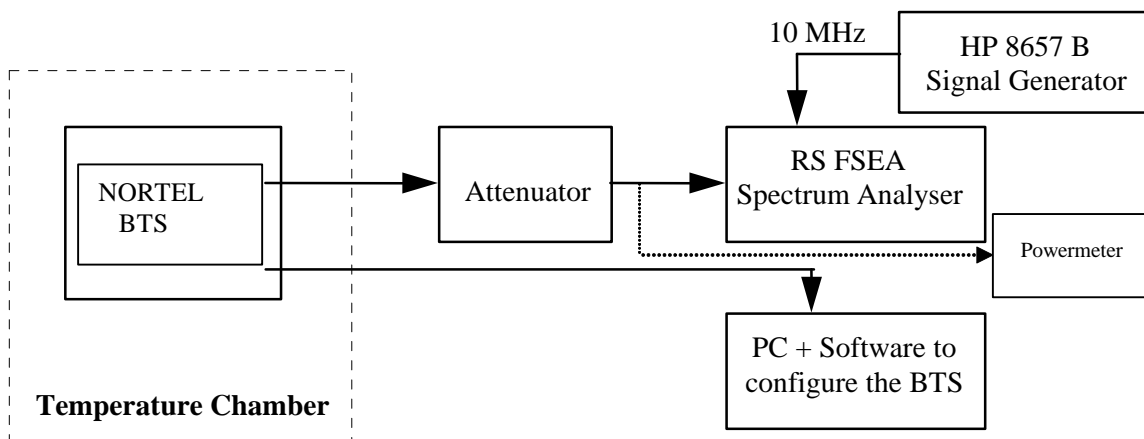 10 MHz
HP 8657 B
Signal Generator
NORTEL
BTS
Attenuator
RS FSEA
Spectrum Analyser
Powermeter
PC + Software to
configure the BTS
Temperature Chamber